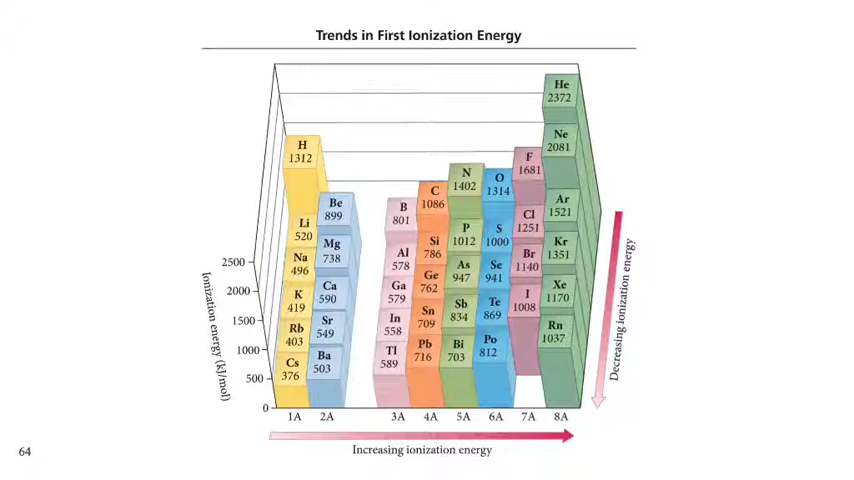 Trends in First Ionization Energy
He
2372
Ne
2081
H
1312
F
1681
N
1402
O
1314
C
1086
Be
899
B
801
Ar
1521
Li
520
Cl
1251
P
1012
S
1000
Mg
738
Si
786
Al
578
Kr
1351
Na
496
Br
1140
As
947
Se
941
Ge
762
Ca
590
Ga
579
Xe
1170
K
419
I
1008
Te
869
Sb
834
Sn
709
Sr
549
In
558
Rn
1037
Rb
403
Po
812
Bi
703
Pb
716
Tl
589
Ba
503
Cs
376
2500
2000
1500
1000
500
0
Ionization energy (kJ/mol)
Decreasing ionization energy
1A 2A 3A 4A 5A 6A 7A 8A
Increasing ionization energy
64